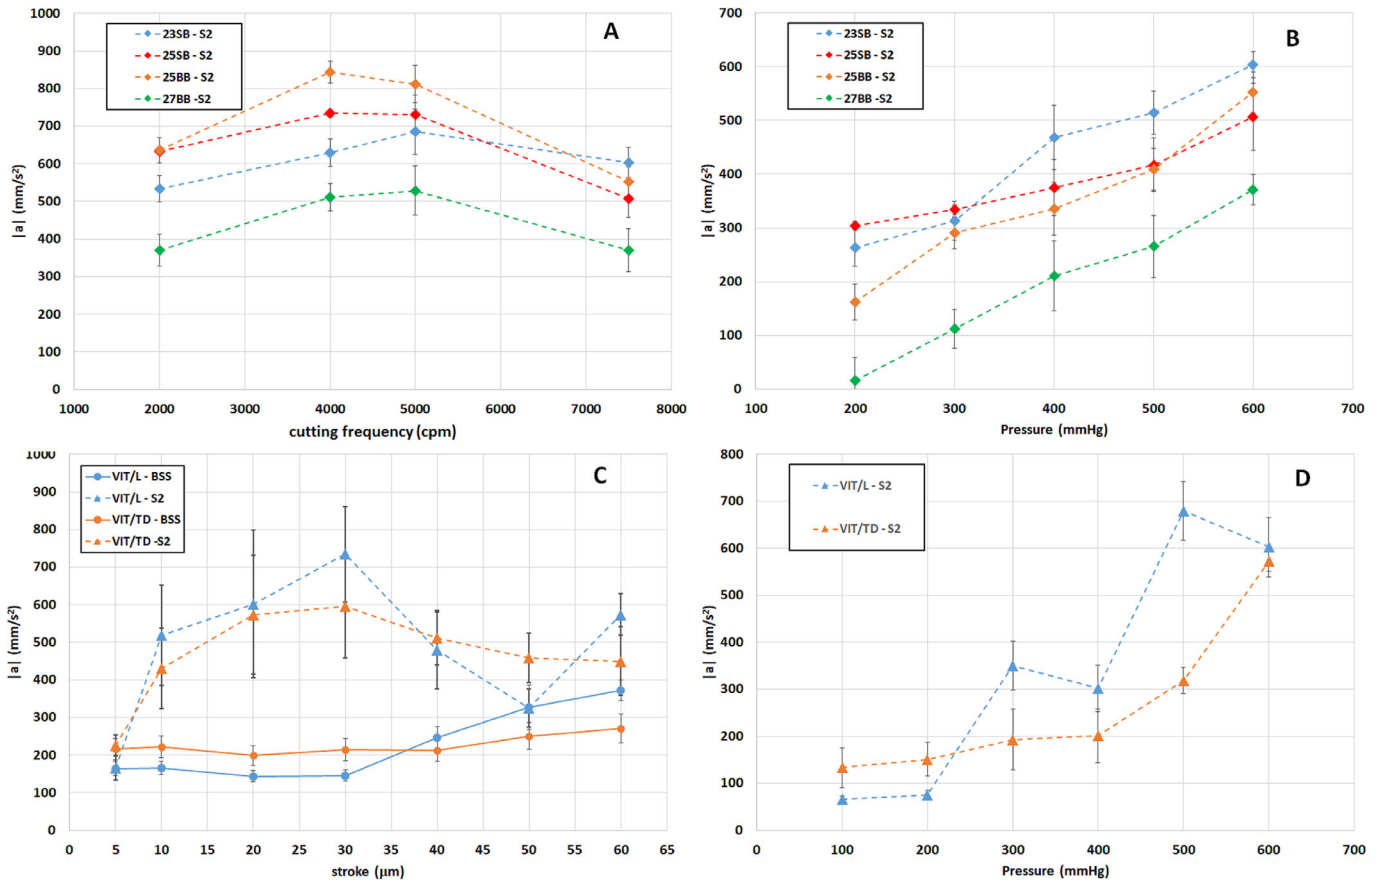 A
23SB - S2
25SB - S2
25BB - S2
27BB -S2
1000
900
800
700
600
500
400
300
200
100
0
|a| (mm/s²)
1000 2000 3000 4000 5000 6000 7000 8000
cutting frequency (cpm)
B
23SB - S2
25SB - S2
25BB - S2
27BB -S2
700
600
500
400
300
200
100
0
|a| (mm/s²)
100 200 300 400 500 600 700
Pressure (mmHg)
C
VIT/L - BSS
VIT/L - S2
VIT/TD - BSS
VIT/TD -S2
1000
900
800
700
600
500
400
300
200
100
0
|a| (mm/s²)
0 5 10 15 20 25 30 35 40 45 50 55 60 65
stroke (μm)
D
VIT/L - S2
VIT/TD - S2
800
700
600
500
400
300
200
100
0
|a| (mm/s²)
0 100 200 300 400 500 600 700
Pressure (mmHg)